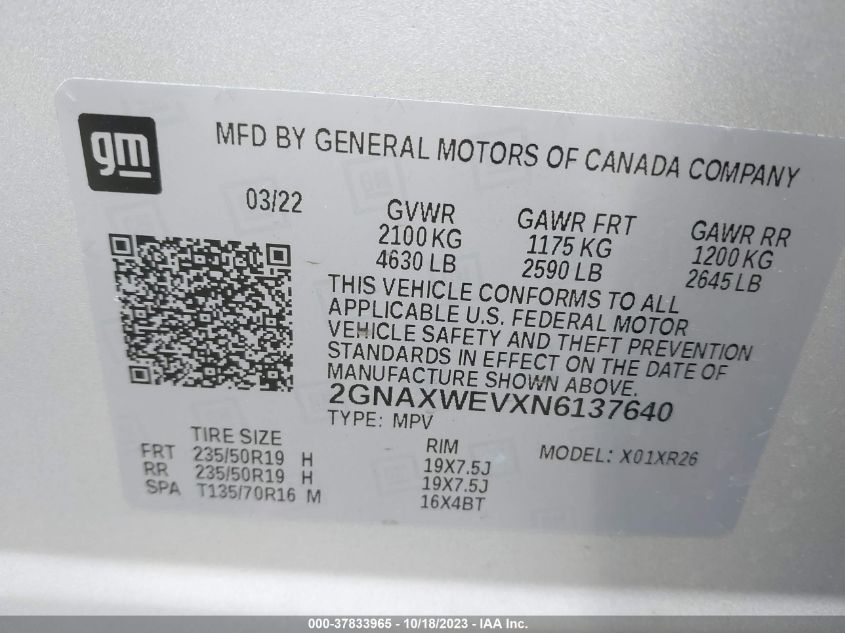 gm
MFD BY GENERAL MOTORS OF CANADA COMPANY
03/22
GVWR GAWR FRT GAWR RR
2100 KG 1175 KG 1200 KG
4630 LB 2590 LB 2645 LB
THIS VEHICLE CONFORMS TO ALL
APPLICABLE U.S. FEDERAL MOTOR
VEHICLE SAFETY AND THEFT PREVENTION
STANDARDS IN EFFECT ON THE DATE OF
MANUFACTURE SHOWN ABOVE.
2GNAXWEVXN6137640
TYPE: MPV
TIRE SIZE RIM MODEL: X01XR26
FRT 235/50R19 H 19X7.5J
RR 235/50R19 H 19X7.5J
SPA T135/70R16 M 16X4BT
000-37833965 - 10/18/2023 - IAA Inc.